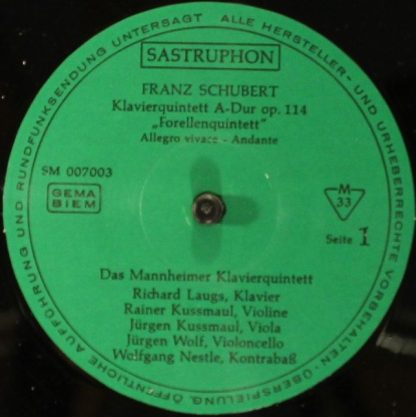 ALLE HERSTELLER- UND URHEBERRECHTE VORBEHALTEN · ÜBERSPIELUNG, ÖFFENTLICHE AUFFÜHRUNG UND RUNDFUNKSENDUNG UNTERSAGT
SASTRUPHON
FRANZ SCHUBERT
Klavierquintett A-Dur op. 114
„Forellenquintett"
Allegro vivace - Andante
SM 007003
GEMA
BIEM
M
33
Seite 1
Das Mannheimer Klavierquintett
Richard Laugs, Klavier
Rainer Kussmaul, Violine
Jürgen Kussmaul, Viola
Jürgen Wolf, Violoncello
Wolfgang Nestle, Kontrabaß